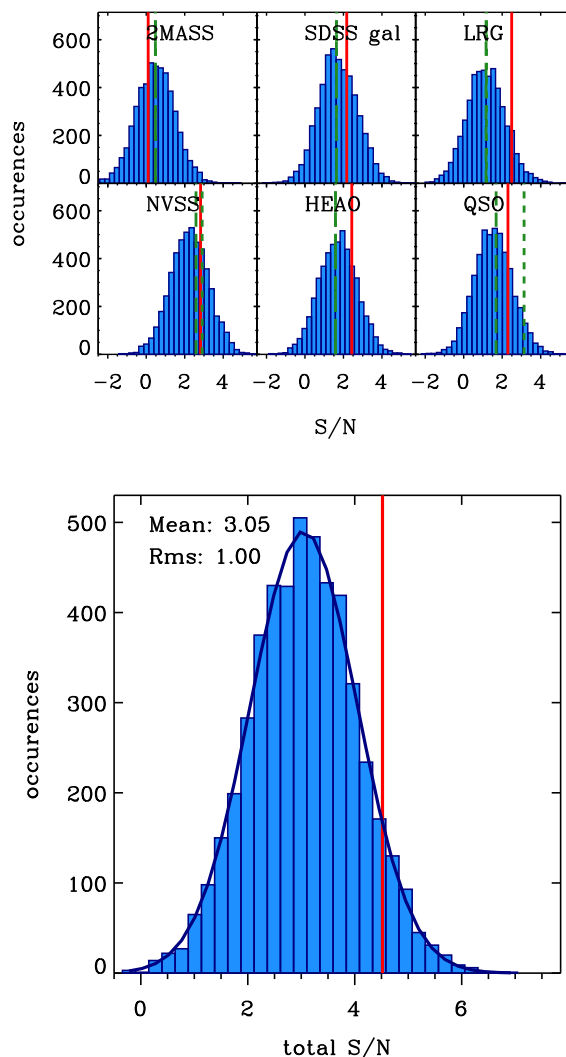 2MASS SDSS gal LRG
600
400
200
0
occurences
NVSS HEAO QSO
600
400
200
0
−2 0 2 4 −2 0 2 4 −2 0 2 4
S/N
Mean: 3.05
Rms: 1.00
500
400
300
200
100
0
occurences
0 2 4 6
total S/N